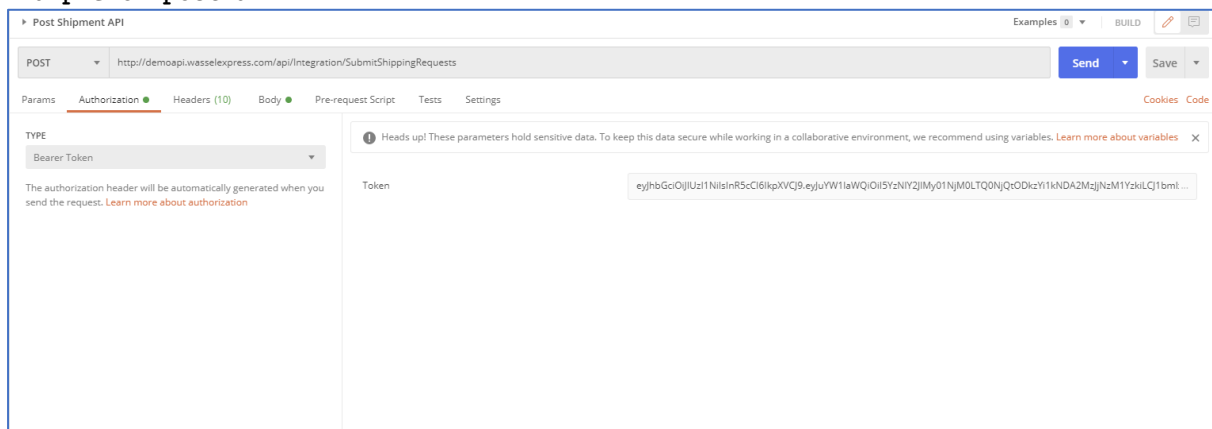 Post Shipment API
Examples 0
BUILD
POST
http://demoapi.wasselexpress.com/api/Integration/SubmitShippingRequests
Send
Save
Params Authorization Headers (10) Body Pre-request Script Tests Settings
Cookies Code
TYPE
Bearer Token
The authorization header will be automatically generated when you
send the request. Learn more about authorization
Heads up! These parameters hold sensitive data. To keep this data secure while working in a collaborative environment, we recommend using variables. Learn more about variables
Token